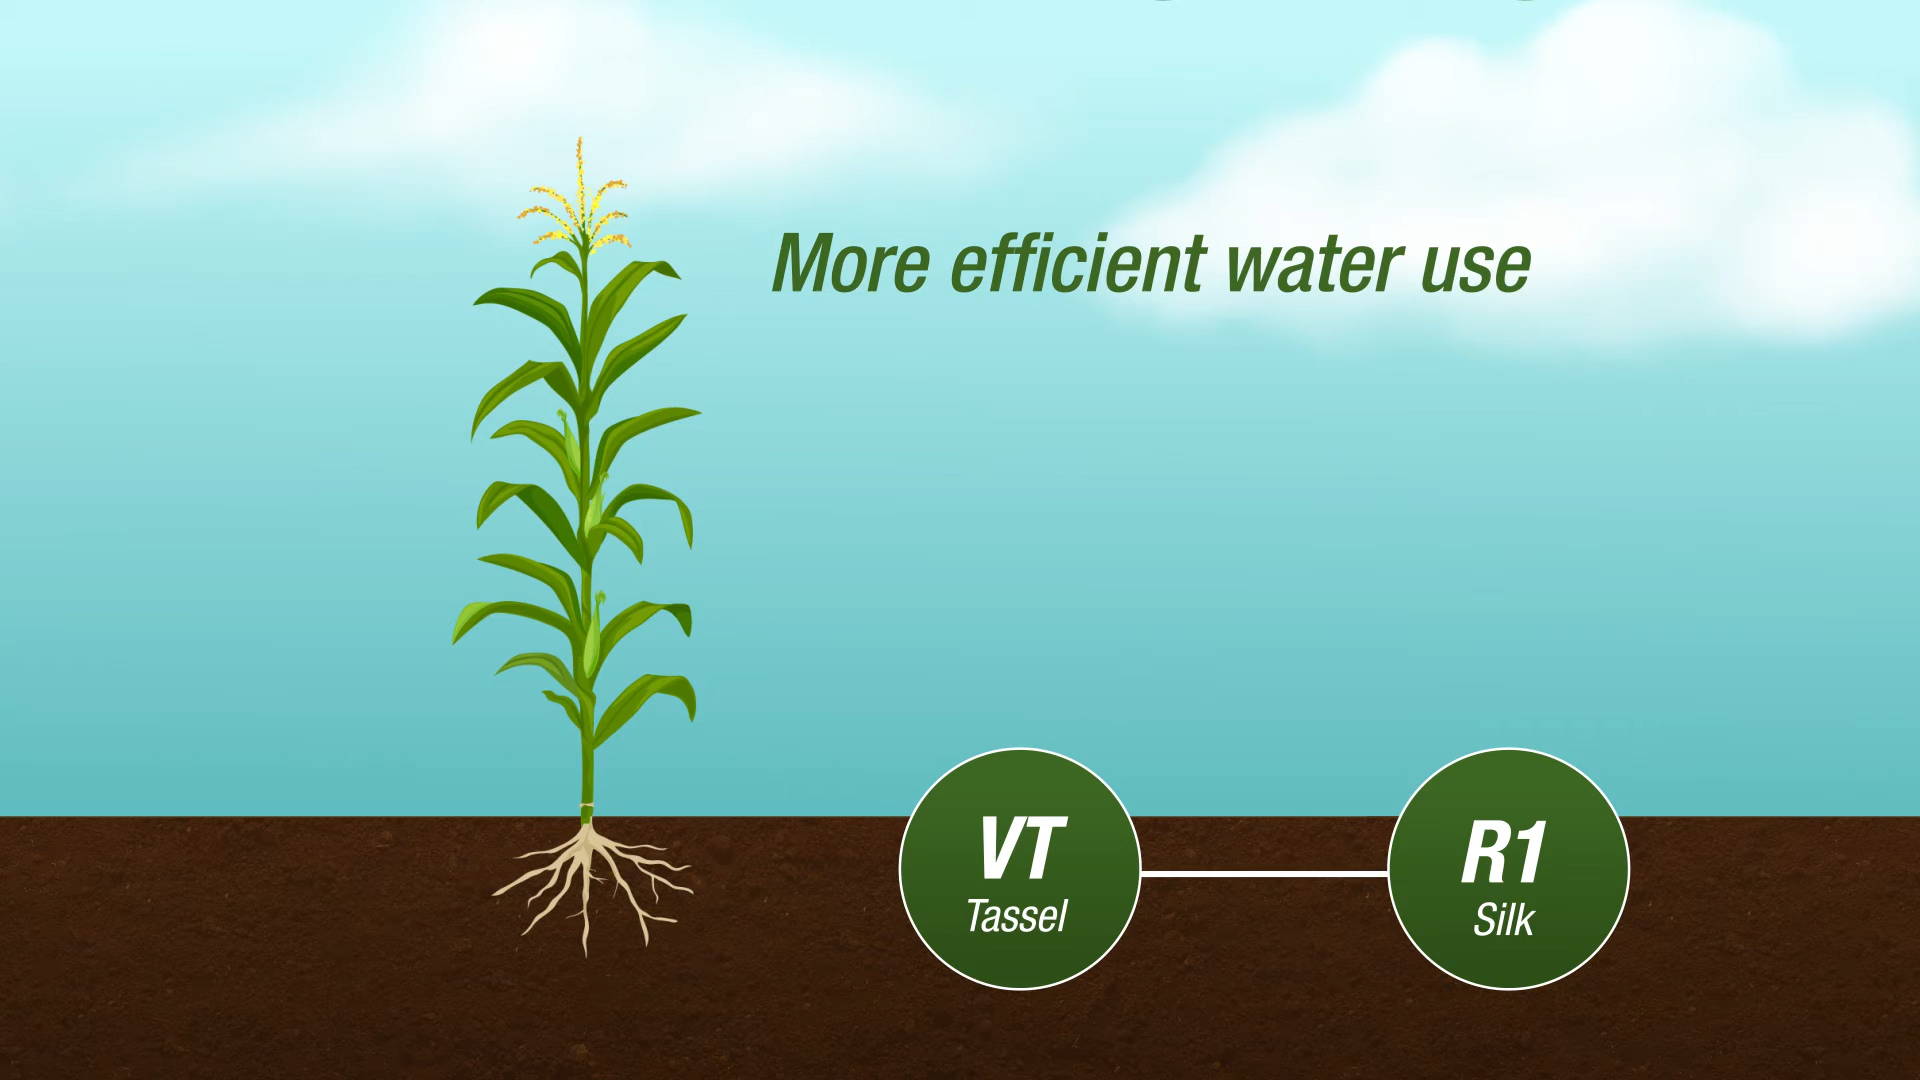 More efficient water use
VT
Tassel
R1
Silk